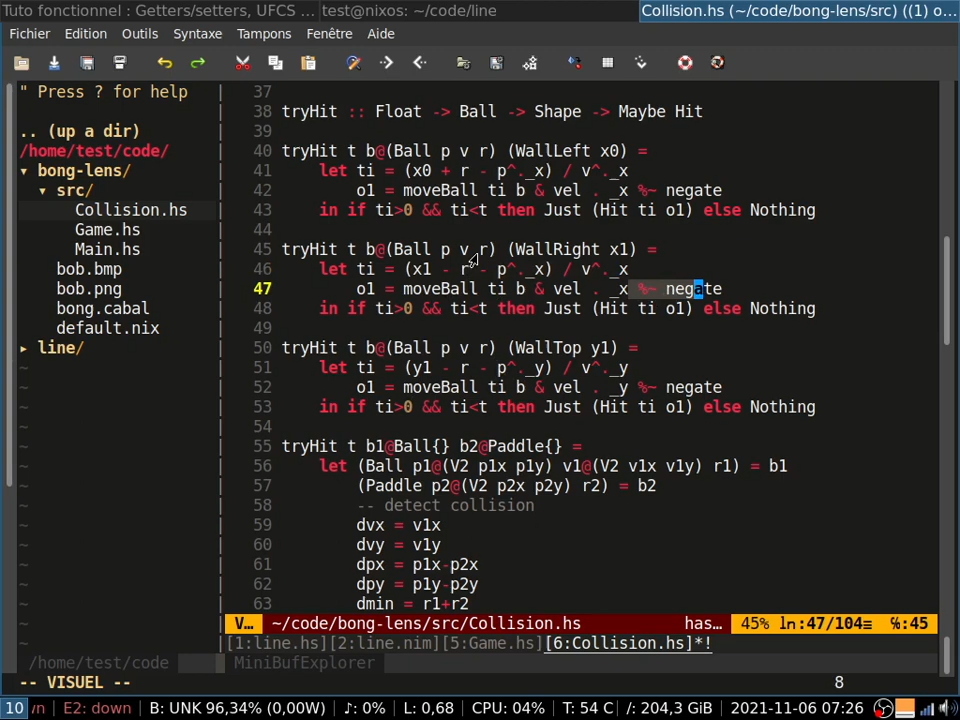 Tuto fonctionnel : Getters/setters, UFCS ... test@nixos: ~/code/line Collision.hs (~/code/bong-lens/src) ((1) o...
Fichier Edition Outils Syntaxe Tampons Fenêtre Aide
" Press ? for help
.. (up a dir)
/home/test/code/
▾ bong-lens/
▾ src/
Collision.hs
Game.hs
Main.hs
bob.bmp
bob.png
bong.cabal
default.nix
▸ line/
37
38 tryHit :: Float -> Ball -> Shape -> Maybe Hit
39
40 tryHit t b@(Ball p v r) (WallLeft x0) =
41 let ti = (x0 + r - p^._x) / v^._x
42 o1 = moveBall ti b & vel . _x %~ negate
43 in if ti>0 && ti<t then Just (Hit ti o1) else Nothing
44
45 tryHit t b@(Ball p v r) (WallRight x1) =
46 let ti = (x1 - r - p^._x) / v^._x
47 o1 = moveBall ti b & vel . _x %~ negate
48 in if ti>0 && ti<t then Just (Hit ti o1) else Nothing
49
50 tryHit t b@(Ball p v r) (WallTop y1) =
51 let ti = (y1 - r - p^._y) / v^._y
52 o1 = moveBall ti b & vel . _y %~ negate
53 in if ti>0 && ti<t then Just (Hit ti o1) else Nothing
54
55 tryHit t b1@Ball{} b2@Paddle{} =
56 let (Ball p1@(V2 p1x p1y) v1@(V2 v1x v1y) r1) = b1
57 (Paddle p2@(V2 p2x p2y) r2) = b2
58 -- detect collision
59 dvx = v1x
60 dvy = v1y
61 dpx = p1x-p2x
62 dpy = p1y-p2y
63 dmin = r1+r2
V... ~/code/bong-lens/src/Collision.hs has... 45% ln:47/104≡ ℅:45
[1:line.hs][2:line.nim][5:Game.hs][6:Collision.hs]*!
/home/test/code MiniBufExplorer
-- VISUEL -- 8
10 wn | E2: down | B: UNK 96,34% (0,00W) | ♪: 0% | L: 0,68 | CPU: 04% | T: 54 C | /: 204,3 GiB | 2021-11-06 07:26